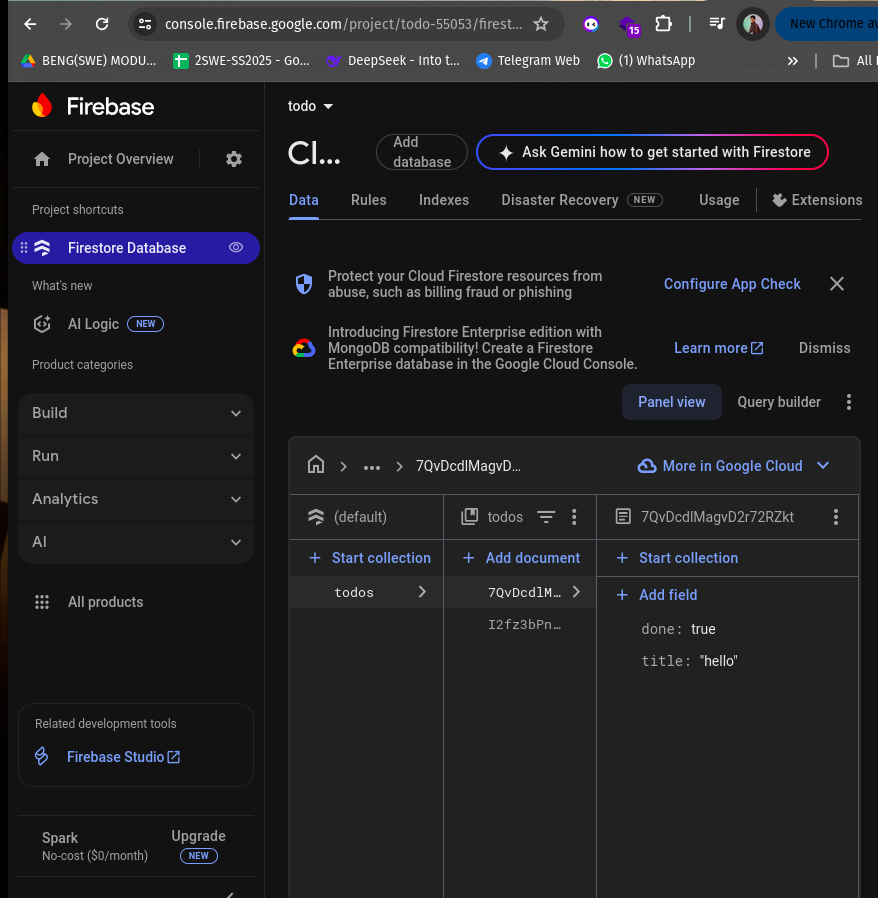 console.firebase.google.com/project/todo-55053/firest...
15
New Chrome av
BENG(SWE) MODU...
2SWE-SS2025 - Go...
DeepSeek - Into t...
Telegram Web
(1) WhatsApp
»
All
Firebase
Project Overview
Project shortcuts
Firestore Database
What's new
AI Logic NEW
Product categories
Build
Run
Analytics
AI
All products
Related development tools
Firebase Studio
Spark
No-cost ($0/month)
Upgrade
NEW
todo
Cl...
Add
database
Ask Gemini how to get started with Firestore
Data
Rules
Indexes
Disaster Recovery NEW
Usage
Extensions
Protect your Cloud Firestore resources from
abuse, such as billing fraud or phishing
Configure App Check
Introducing Firestore Enterprise edition with
MongoDB compatibility! Create a Firestore
Enterprise database in the Google Cloud Console.
Learn more
Dismiss
Panel view
Query builder
7QvDcdlMagvD...
More in Google Cloud
(default)
+ Start collection
todos
todos
+ Add document
7QvDcdlM...
I2fz3bPn...
7QvDcdlMagvD2r72RZkt
+ Start collection
+ Add field
done: true
title: "hello"